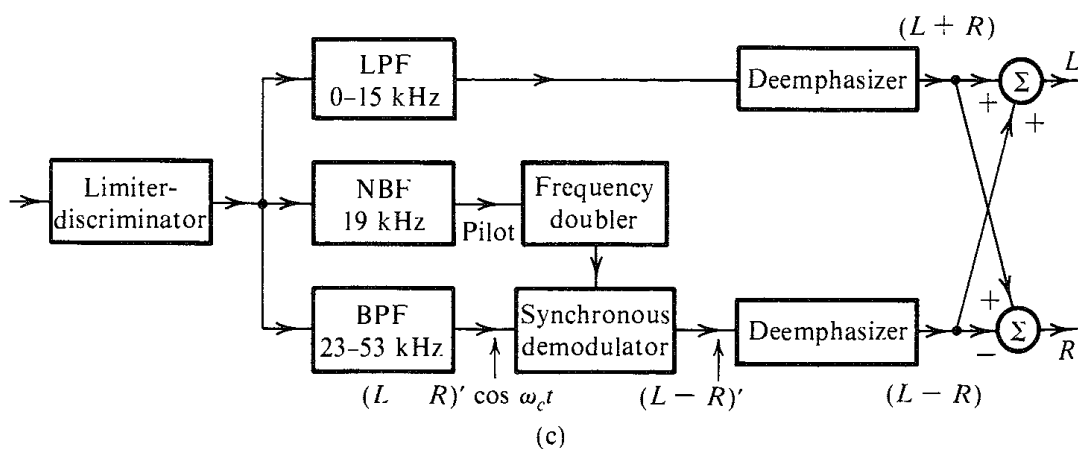 (L + R)
LPF
0–15 kHz
Deemphasizer
Σ
L
+
+
Limiter-
discriminator
NBF
19 kHz
Pilot
Frequency
doubler
BPF
23–53 kHz
Synchronous
demodulator
Deemphasizer
+
Σ
−
R
(L R)′ cos ω_c t
(L − R)′
(L − R)
(c)